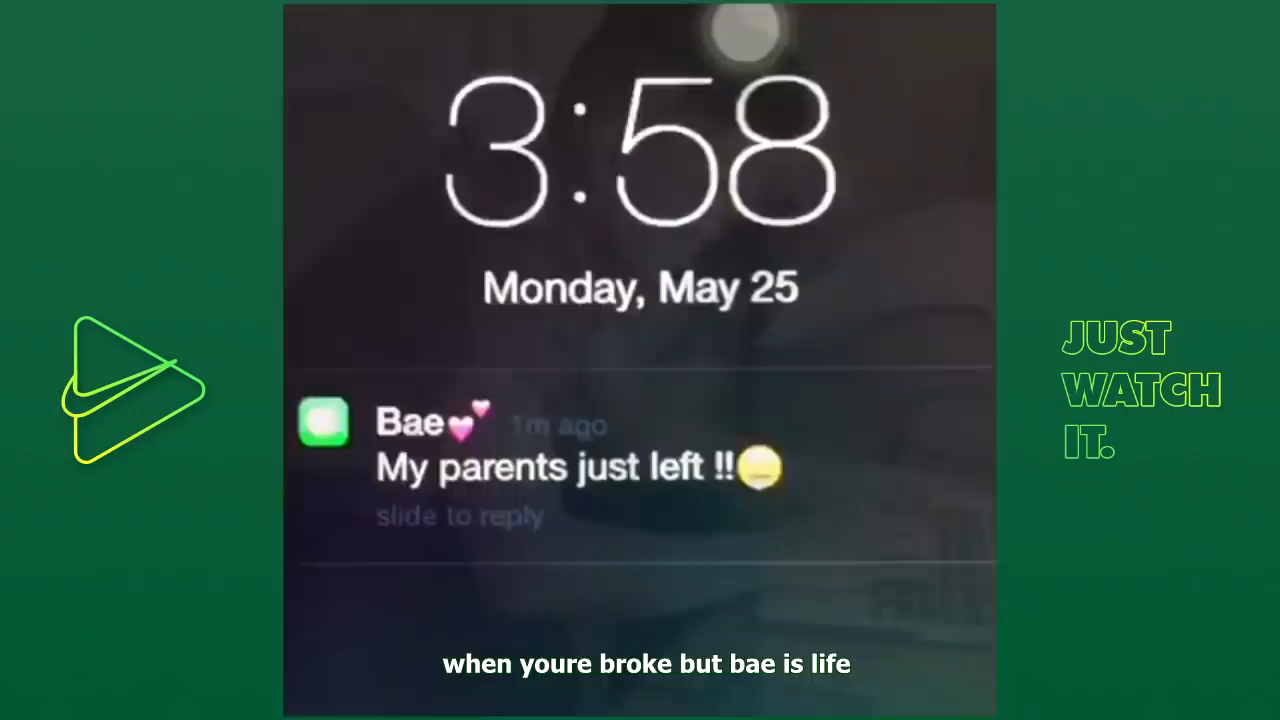 3:58
Monday, May 25
Bae💕 1m ago
My parents just left !!😑
slide to reply
when youre broke but bae is life
JUST
WATCH
IT.